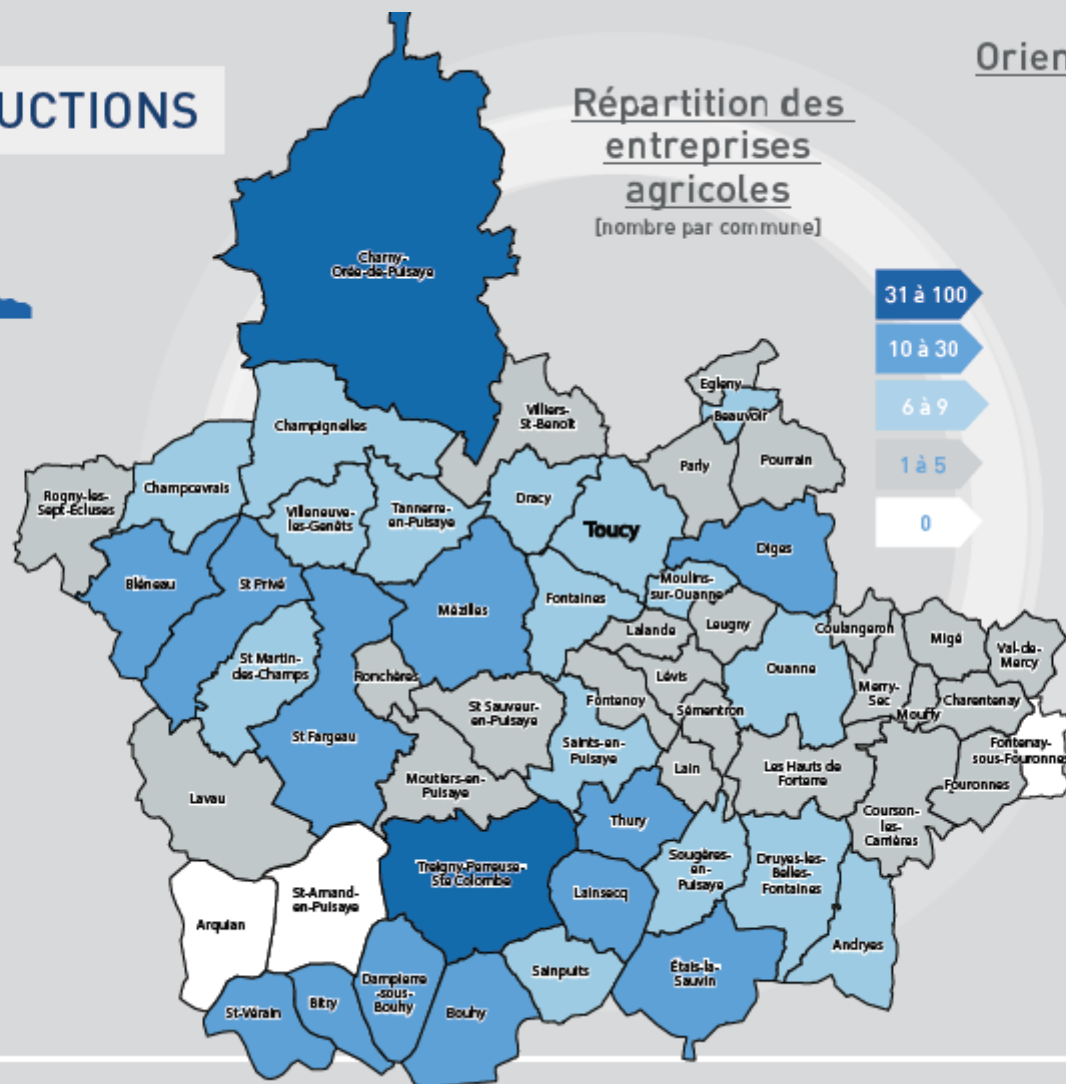 Orien
UCTIONS
Répartition des
entreprises
agricoles
[nombre par commune]
31 à 100
10 à 30
6 à 9
1 à 5
0
Charny-
Orée-de-Puisaye
Villiers-
St-Benoît
Egleny
Beauvoir
Champignelles
Parly
Pourrain
Rogny-les-
Sept-Écluses
Champcevrais
Villeneuve-
les-Genêts
Tannerre-
en-Puisaye
Dracy
Toucy
Diges
Bléneau
St Privé
Mézilles
Fontaines
Moulins-
sur-Ouanne
Lalande
Leugny
Coulangeron
Migé
Val-de-
Mercy
St Martin-
des-Champs
Ronchères
Lévis
Ouanne
Merry-
Sec
Charentenay
Mouffy
St Sauveur-
en-Puisaye
Fontenoy
Sémentron
St Fargeau
Saints-en-
Puisaye
Lain
Les Hauts de
Forterre
Fontenay-
sous-Fouronnes
Fouronnes
Lavau
Moutiers-en-
Puisaye
Courson-
les-
Carrières
Thury
Treigny-Perreuse-
Ste Colombe
Sougères-
en-
Puisaye
Druyes-les-
Belles-
Fontaines
St-Amand-
en-Puisaye
Lainsecq
Arquian
Andryes
Dampierre
-sous-
Bouhy
Sainpuits
Étais-la-
Sauvin
St-Vérain
Bitry
Bouhy